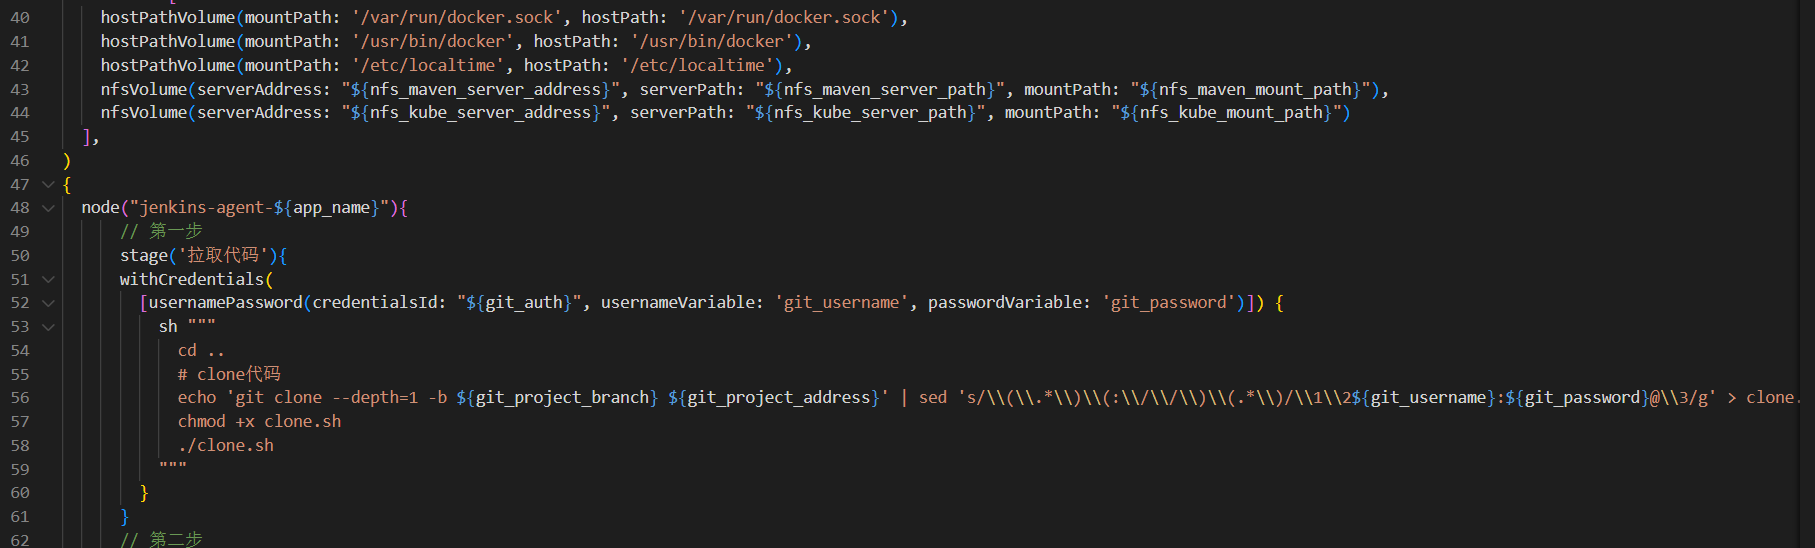 40 hostPathVolume(mountPath: '/var/run/docker.sock', hostPath: '/var/run/docker.sock'),
41 hostPathVolume(mountPath: '/usr/bin/docker', hostPath: '/usr/bin/docker'),
42 hostPathVolume(mountPath: '/etc/localtime', hostPath: '/etc/localtime'),
43 nfsVolume(serverAddress: "${nfs_maven_server_address}", serverPath: "${nfs_maven_server_path}", mountPath: "${nfs_maven_mount_path}"),
44 nfsVolume(serverAddress: "${nfs_kube_server_address}", serverPath: "${nfs_kube_server_path}", mountPath: "${nfs_kube_mount_path}")
45 ],
46 )
47 {
48 node("jenkins-agent-${app_name}"){
49 // 第一步
50 stage('拉取代码'){
51 withCredentials(
52 [usernamePassword(credentialsId: "${git_auth}", usernameVariable: 'git_username', passwordVariable: 'git_password')]) {
53 sh """
54 cd ..
55 # clone代码
56 echo 'git clone --depth=1 -b ${git_project_branch} ${git_project_address}' | sed 's/\\(\\.*\\)\\(:\\/\\/\\)\\(.*\\)/\\1\\2${git_username}:${git_password}@\\3/g' > clone.
57 chmod +x clone.sh
58 ./clone.sh
59 """
60 }
61 }
62 // 第二步